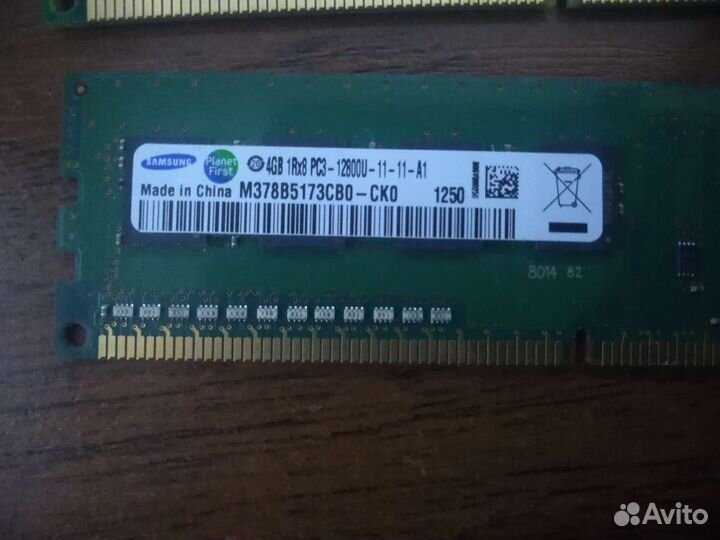 SAMSUNG
Planet First
4GB 1Rx8 PC3-12800U-11-11-A1
Made in China M378B5173CB0-CK0 1250
8014 82
Avito